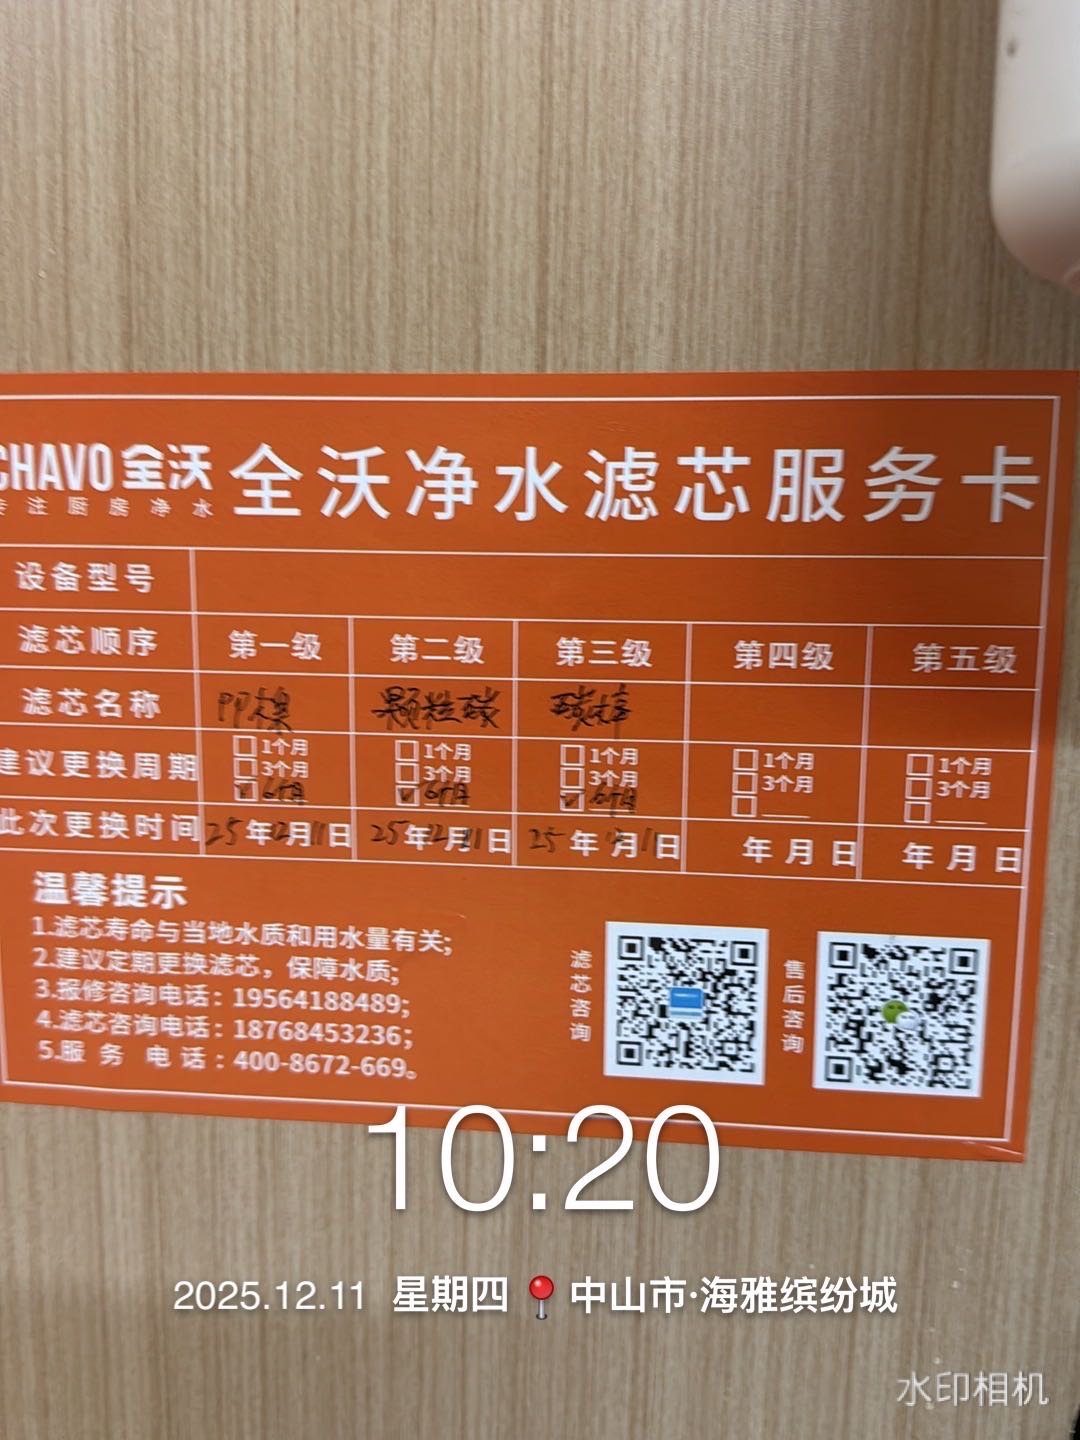 CHAVO 全沃 全沃净水滤芯服务卡
专注厨房净水
设备型号
滤芯顺序 第一级 第二级 第三级 第四级 第五级
滤芯名称 PP棉 颗粒碳 碳棒
建议更换周期 □1个月 □1个月 □1个月 □1个月 □1个月
□3个月 □3个月 □3个月 □3个月 □3个月
☑6个月 ☑6个月 ☑6个月 □____ □____
此次更换时间 25年12月11日 25年12月11日 25年12月11日 年月日 年月日
温馨提示
1.滤芯寿命与当地水质和用水量有关;
2.建议定期更换滤芯，保障水质;
3.报修咨询电话：19564188489;
4.滤芯咨询电话：18768453236;
5.服务电话：400-8672-669。
滤芯咨询
售后咨询
10:20
2025.12.11 星期四 中山市·海雅缤纷城
水印相机